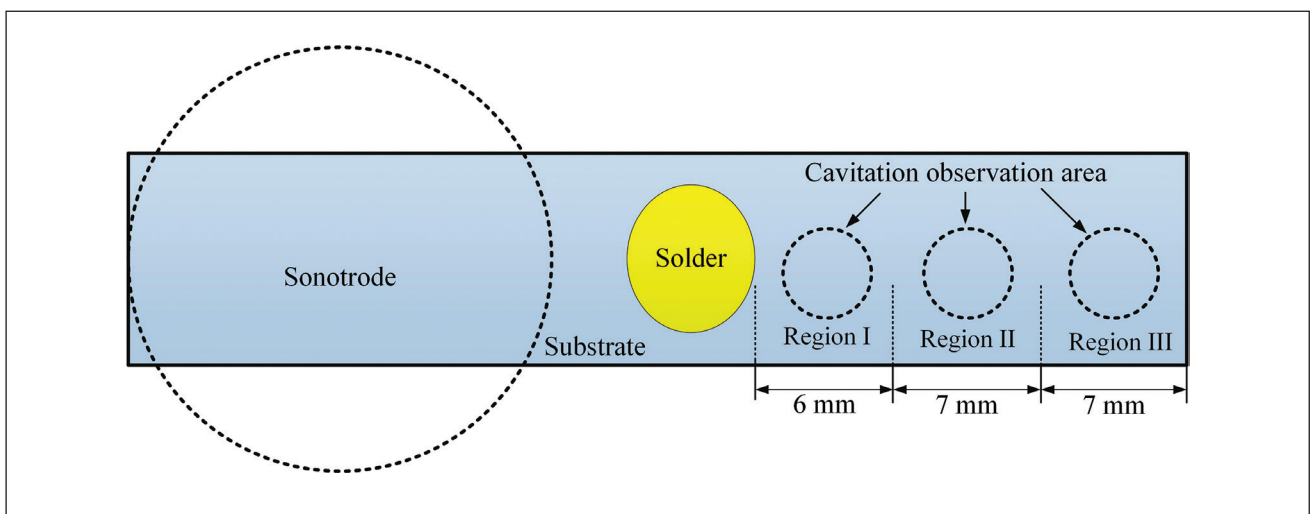 Cavitation observation area
Solder
Sonotrode
Region I
Region II
Region III
Substrate
6 mm
7 mm
7 mm